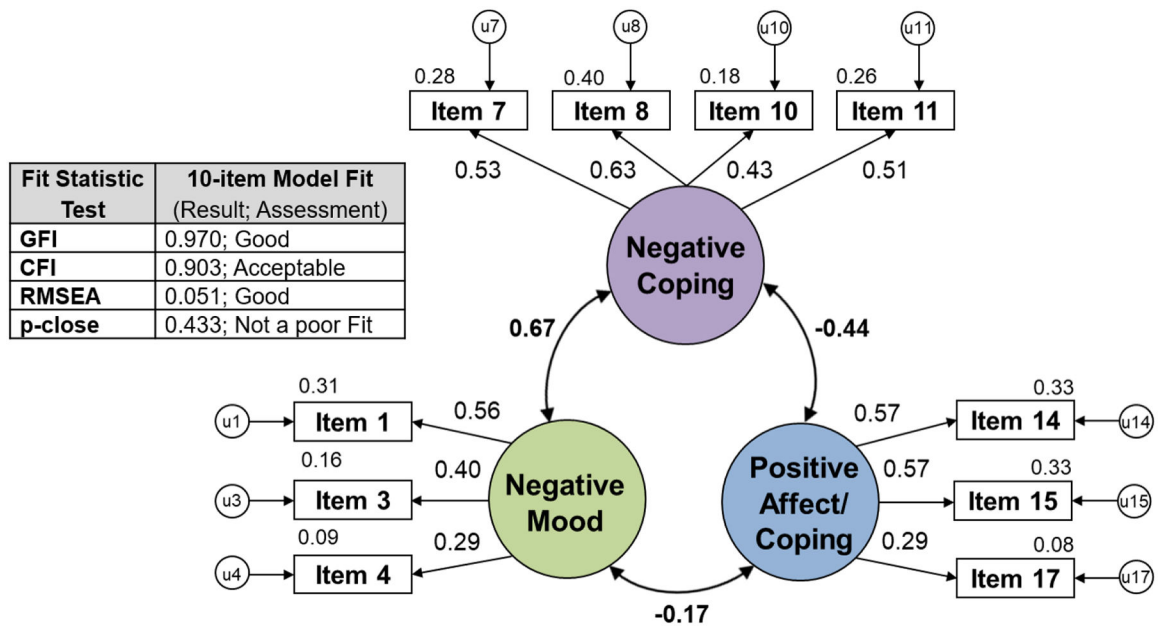 u7 u8 u10 u11
0.28 0.40 0.18 0.26
Item 7 Item 8 Item 10 Item 11
0.53 0.63 0.43 0.51
Fit Statistic Test 10-item Model Fit (Result; Assessment)
GFI 0.970; Good
CFI 0.903; Acceptable
RMSEA 0.051; Good
p-close 0.433; Not a poor Fit
Negative
Coping
0.67 -0.44
0.31
u1 Item 1 0.56
0.16
u3 Item 3 0.40
0.09
u4 Item 4 0.29
Negative
Mood
Positive
Affect/
Coping
0.33
0.57 Item 14 u14
0.33
0.57 Item 15 u15
0.08
0.29 Item 17 u17
-0.17